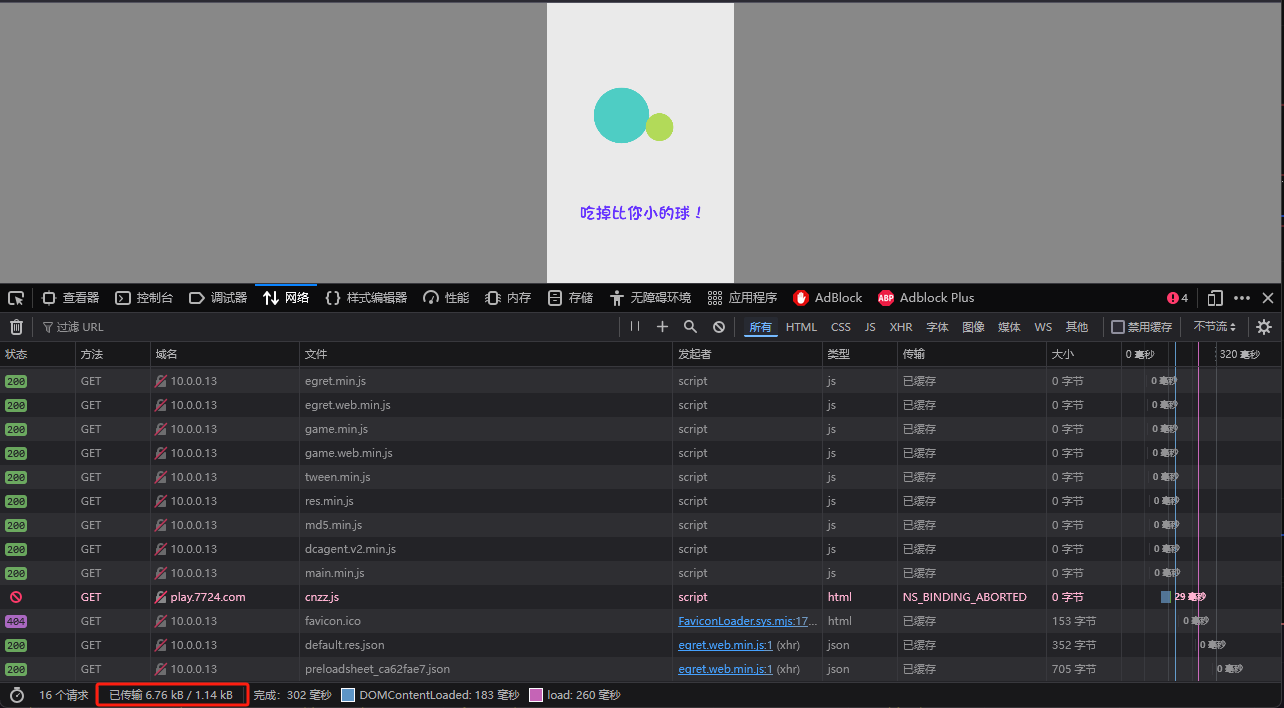 吃掉比你小的球！
查看器 控制台 调试器 网络 样式编辑器 性能 内存 存储 无障碍环境 应用程序 AdBlock ABP Adblock Plus 4
过滤 URL 所有 HTML CSS JS XHR 字体 图像 媒体 WS 其他 禁用缓存 不节流
状态 方法 域名 文件 发起者 类型 传输 大小 0 毫秒 320 毫秒
200 GET 10.0.0.13 egret.min.js script js 已缓存 0 字节 0 毫秒
200 GET 10.0.0.13 egret.web.min.js script js 已缓存 0 字节 0 毫秒
200 GET 10.0.0.13 game.min.js script js 已缓存 0 字节 0 毫秒
200 GET 10.0.0.13 game.web.min.js script js 已缓存 0 字节 0 毫秒
200 GET 10.0.0.13 tween.min.js script js 已缓存 0 字节 0 毫秒
200 GET 10.0.0.13 res.min.js script js 已缓存 0 字节 0 毫秒
200 GET 10.0.0.13 md5.min.js script js 已缓存 0 字节 0 毫秒
200 GET 10.0.0.13 dcagent.v2.min.js script js 已缓存 0 字节 0 毫秒
200 GET 10.0.0.13 main.min.js script js 已缓存 0 字节 0 毫秒
GET play.7724.com cnzz.js script html NS_BINDING_ABORTED 0 字节 29 毫秒
404 GET 10.0.0.13 favicon.ico FaviconLoader.sys.mjs:17... html 已缓存 153 字节 0 毫秒
200 GET 10.0.0.13 default.res.json egret.web.min.js:1 (xhr) json 已缓存 352 字节 0 毫秒
200 GET 10.0.0.13 preloadsheet_ca62fae7.json egret.web.min.js:1 (xhr) json 已缓存 705 字节 0 毫秒
16 个请求 已传输 6.76 kB / 1.14 kB 完成：302 毫秒 DOMContentLoaded: 183 毫秒 load: 260 毫秒